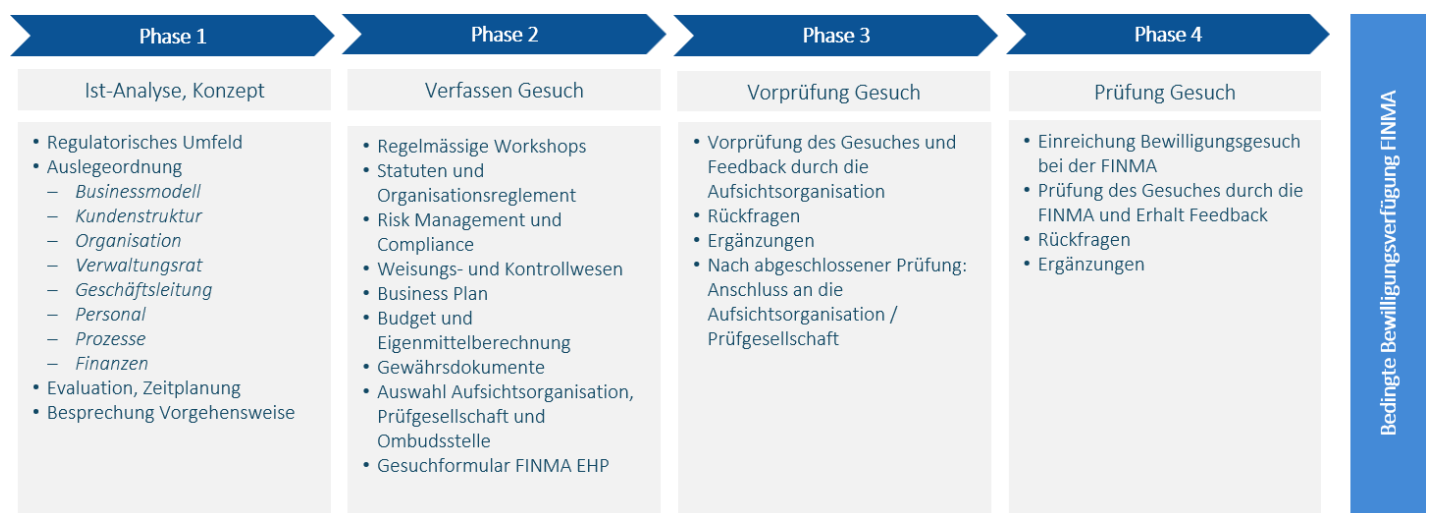 Phase 1
Ist-Analyse, Konzept
• Regulatorisches Umfeld
• Auslegeordnung
– Businessmodell
– Kundenstruktur
– Organisation
– Verwaltungsrat
– Geschäftsleitung
– Personal
– Prozesse
– Finanzen
• Evaluation, Zeitplanung
• Besprechung Vorgehensweise
Phase 2
Verfassen Gesuch
• Regelmässige Workshops
• Statuten und
Organisationsreglement
• Risk Management und
Compliance
• Weisungs- und Kontrollwesen
• Business Plan
• Budget und
Eigenmittelberechnung
• Gewährsdokumente
• Auswahl Aufsichtsorganisation,
Prüfgesellschaft und
Ombudsstelle
• Gesuchformular FINMA EHP
Phase 3
Vorprüfung Gesuch
• Vorprüfung des Gesuches und
Feedback durch die
Aufsichtsorganisation
• Rückfragen
• Ergänzungen
• Nach abgeschlossener Prüfung:
Anschluss an die
Aufsichtsorganisation /
Prüfgesellschaft
Phase 4
Prüfung Gesuch
• Einreichung Bewilligungsgesuch
bei der FINMA
• Prüfung des Gesuches durch die
FINMA und Erhalt Feedback
• Rückfragen
• Ergänzungen
Bedingte Bewilligungsverfügung FINMA